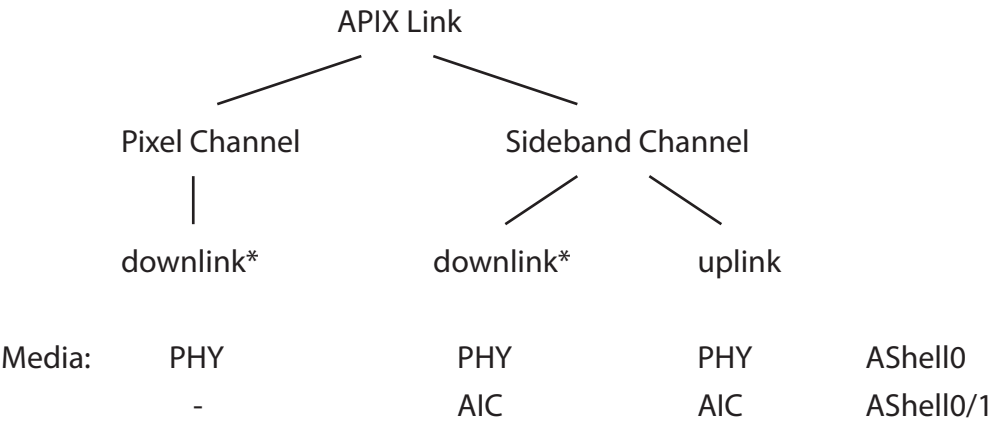 APIX Link
Pixel Channel Sideband Channel
downlink* downlink* uplink
Media: PHY PHY PHY AShell0
- AIC AIC AShell0/1